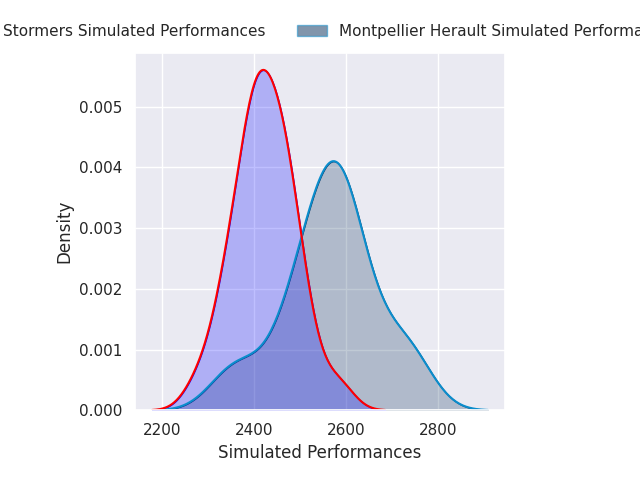 Stormers Simulated Performances
Montpellier Herault Simulated Performa
0.005
0.004
0.003
0.002
0.001
0.000
Density
2200 2400 2600 2800
Simulated Performances